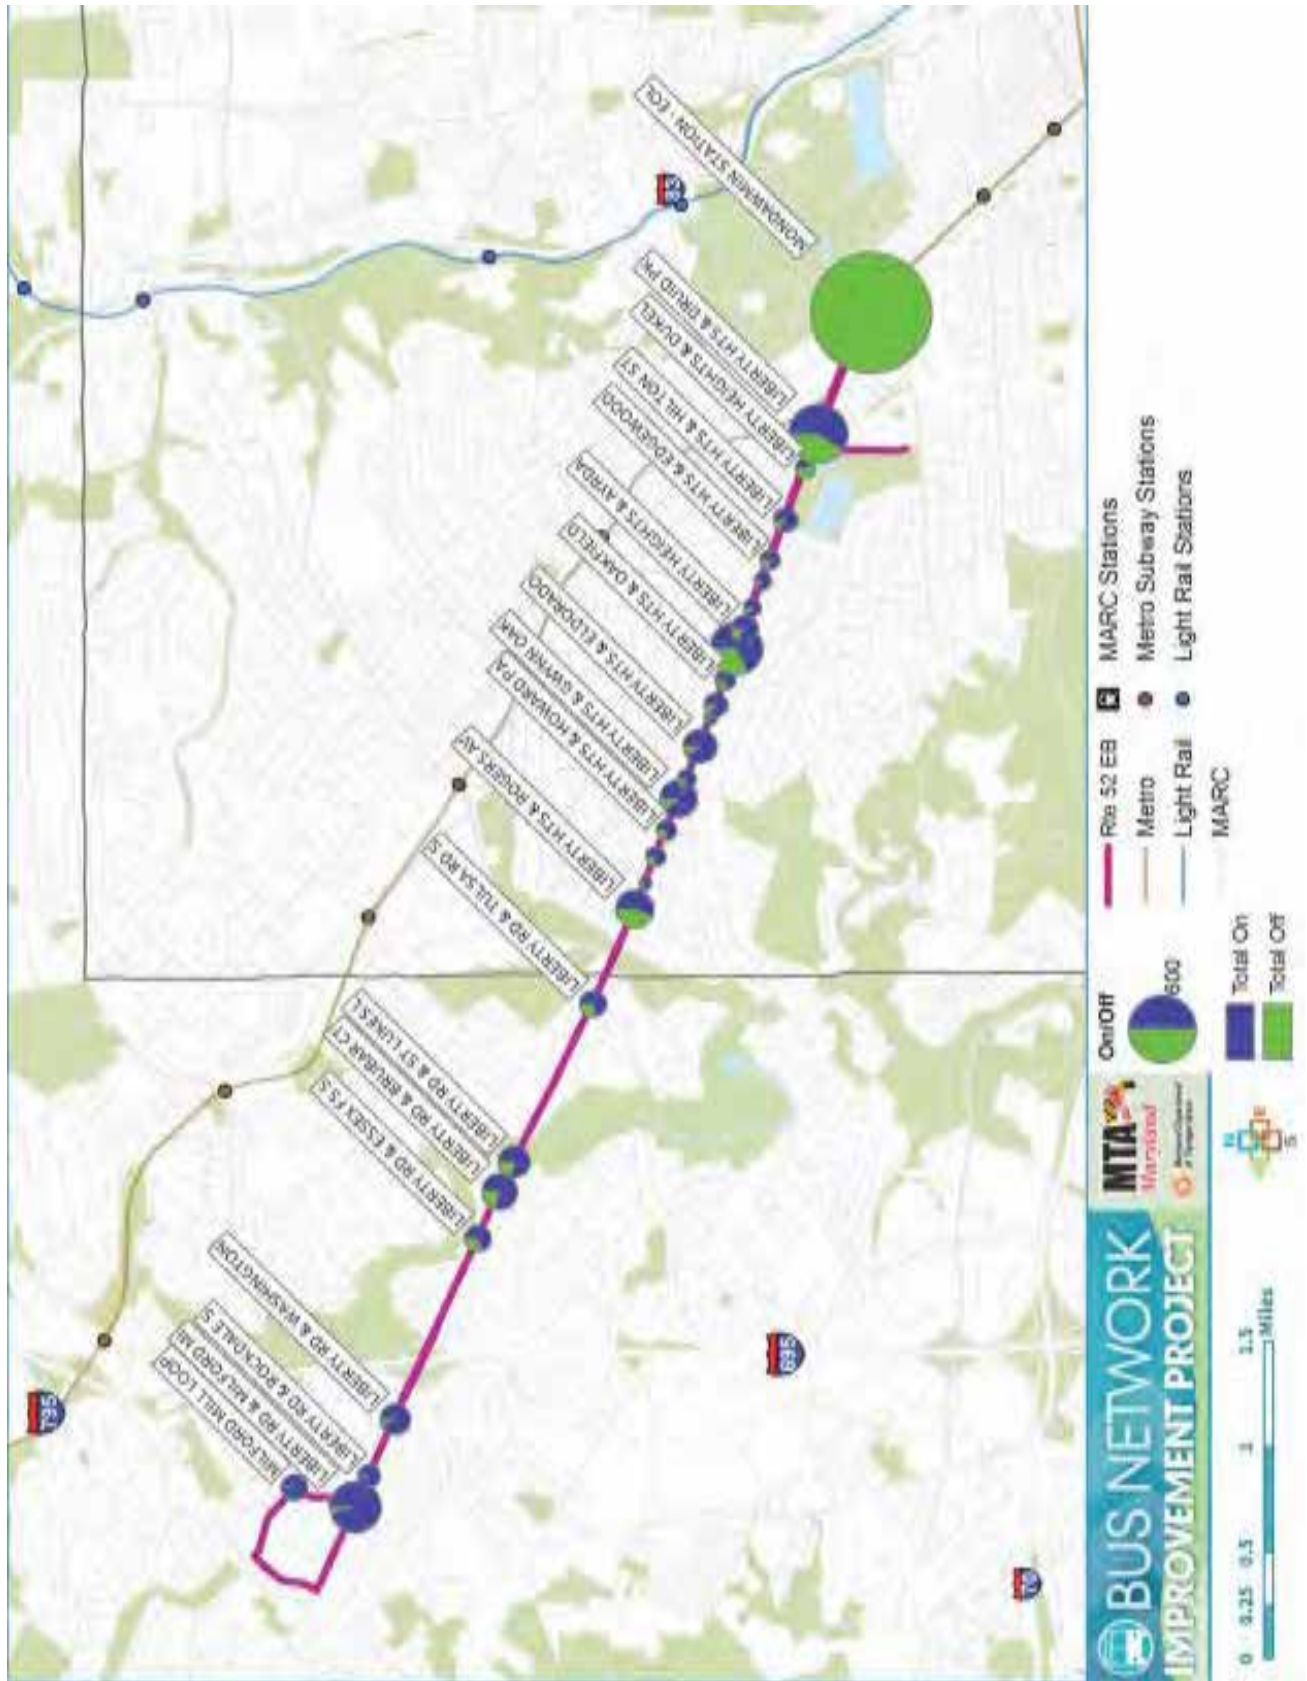 795
695
70
83
MILFORD MILL LOOP
LIBERTY RD & MILFORD MI
LIBERTY RD & ROCKDALE S
LIBERTY RD & WASHINGTON
LIBERTY RD & ESSEX F S
LIBERTY RD & BRUBAR CT
LIBERTY RD & ST LUKES L
LIBERTY RD & TULSA RD S
LIBERTY HTS & ROGERS AV
LIBERTY HTS & HOWARD PA
LIBERTY HTS & GWYNN OAK
LIBERTY HTS & ELDORADO
LIBERTY HTS & OAKFIELD
LIBERTY HEIGHTS & AYRDA
LIBERTY HTS & EDGEWOOD
LIBERTY HTS & HILTON ST
LIBERTY HEIGHTS & DUKEL
LIBERTY HTS & DRUID PK
MONDAWMIN STATION - EOL
BUS NETWORK
IMPROVEMENT PROJECT
MTA
Maryland
0 0.25 0.5 1 1.5
Miles
N
E
S
On/Off
600
Total On
Total Off
Rte 52 EB
Metro
Light Rail
MARC
MARC Stations
Metro Subway Stations
Light Rail Stations